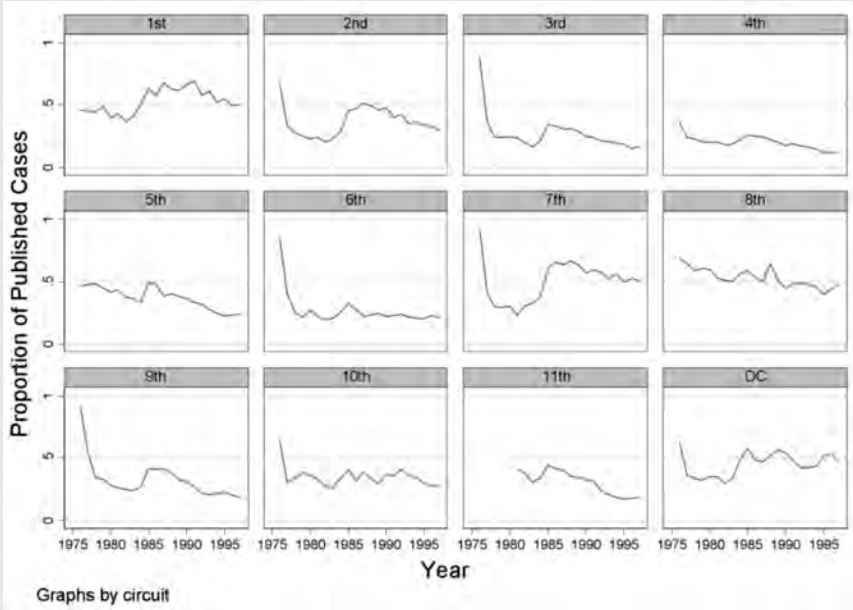 1st 2nd 3rd 4th
0 .5 1
5th 6th 7th 8th
0 .5 1
9th 10th 11th DC
0 .5 1
1975 1980 1985 1990 1995 1975 1980 1985 1990 1995 1975 1980 1985 1990 1995 1975 1980 1985 1990 1995
Proportion of Published Cases
Year
Graphs by circuit